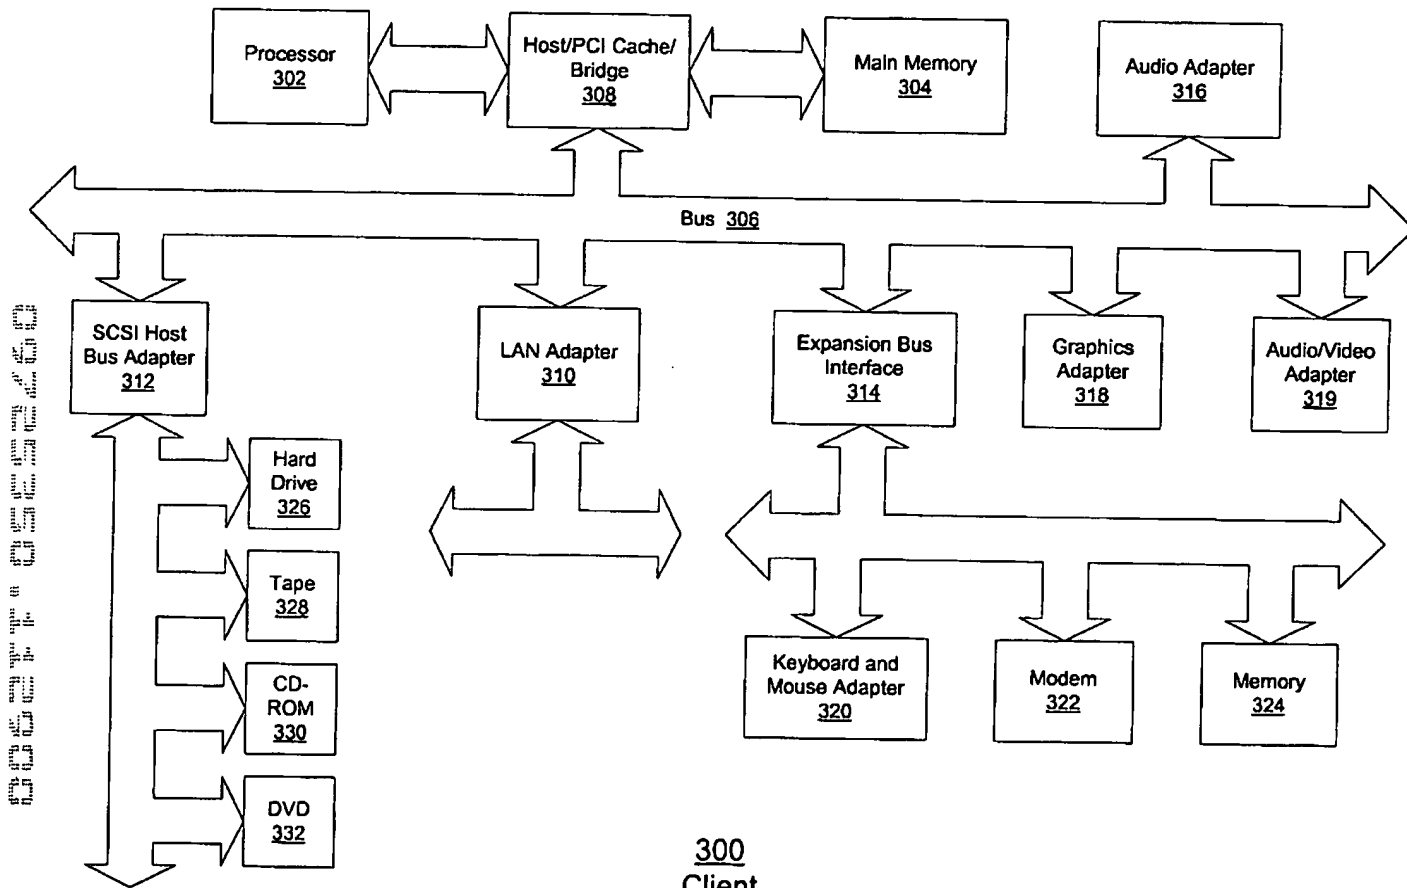 Processor
302
Host/PCI Cache/
Bridge
308
Main Memory
304
Audio Adapter
316
Bus 306
SCSI Host
Bus Adapter
312
LAN Adapter
310
Expansion Bus
Interface
314
Graphics
Adapter
318
Audio/Video
Adapter
319
Hard
Drive
326
Tape
328
CD-
ROM
330
DVD
332
Keyboard and
Mouse Adapter
320
Modem
322
Memory
324
300
Client